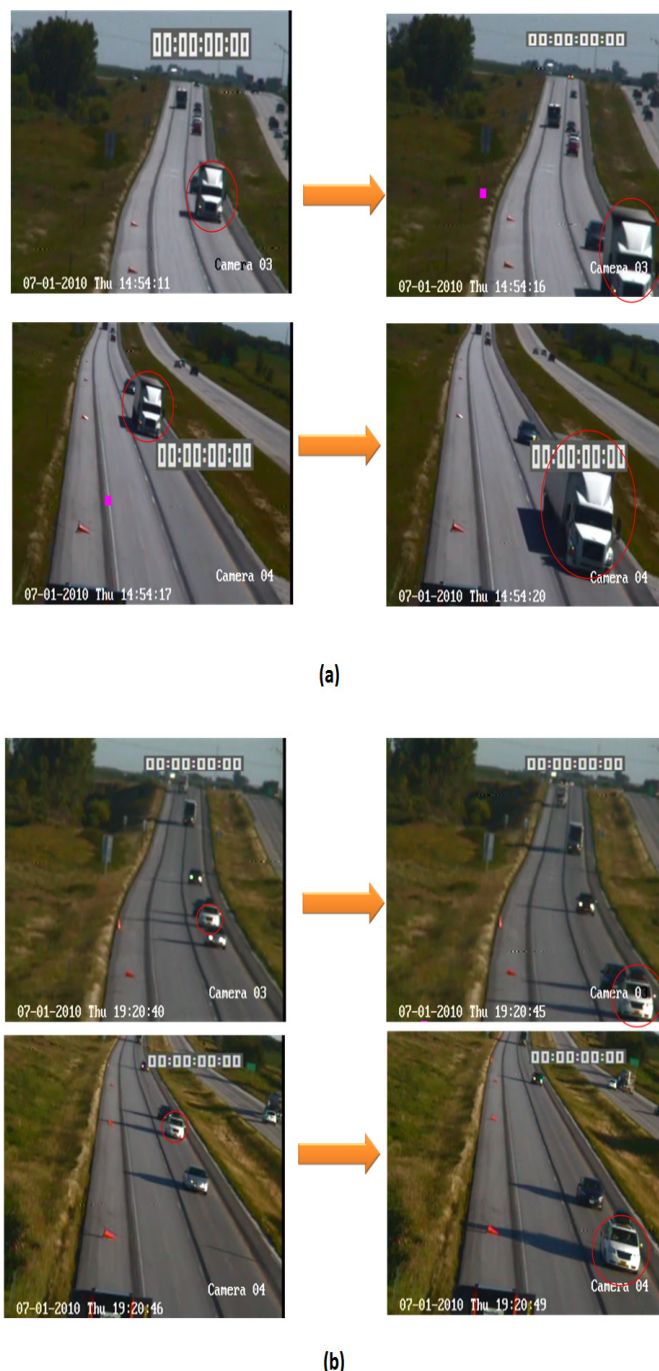 00:00:00:00
Camera 03
07-01-2010 Thu 14:54:11
00:00:00:00
Camera 03
07-01-2010 Thu 14:54:16
00:00:00:00
Camera 04
07-01-2010 Thu 14:54:17
00:00:00:00
Camera 04
07-01-2010 Thu 14:54:20
(a)
00:00:00:00
Camera 03
07-01-2010 Thu 19:20:40
00:00:00:00
Camera 0
07-01-2010 Thu 19:20:45
00:00:00:00
Camera 04
07-01-2010 Thu 19:20:46
00:00:00:00
Camera 04
07-01-2010 Thu 19:20:49
(b)